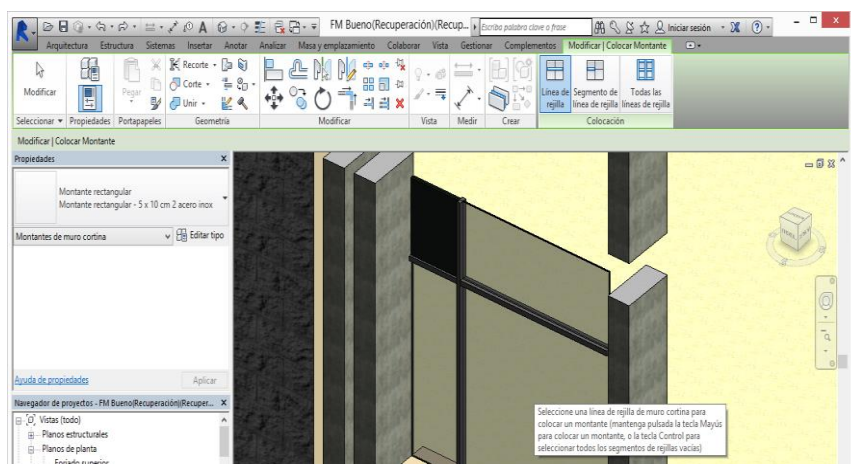 FM Bueno(Recuperación)(Recup...
Escriba palabra clave o frase
Iniciar sesión
Arquitectura Estructura Sistemas Insertar Anotar Analizar Masa y emplazamiento Colaborar Vista Gestionar Complementos Modificar | Colocar Montante
Modificar
Pegar
Recorte
Corte
Unir
Línea de rejilla
Segmento de línea de rejilla
Todas las líneas de rejilla
Seleccionar Propiedades Portapapeles Geometría Modificar Vista Medir Crear Colocación
Modificar | Colocar Montante
Propiedades X
Montante rectangular
Montante rectangular - 5 x 10 cm 2 acero inox
Montantes de muro cortina
Editar tipo
Ayuda de propiedades
Aplicar
Navegador de proyectos - FM Bueno(Recuperación)(Recuper... X
Vistas (todo)
Planos estructurales
Planos de planta
Forjado superior
Seleccione una línea de rejilla de muro cortina para
colocar un montante (mantenga pulsada la tecla Mayús
para colocar un montante, o la tecla Control para
seleccionar todos los segmentos de rejillas vacías)